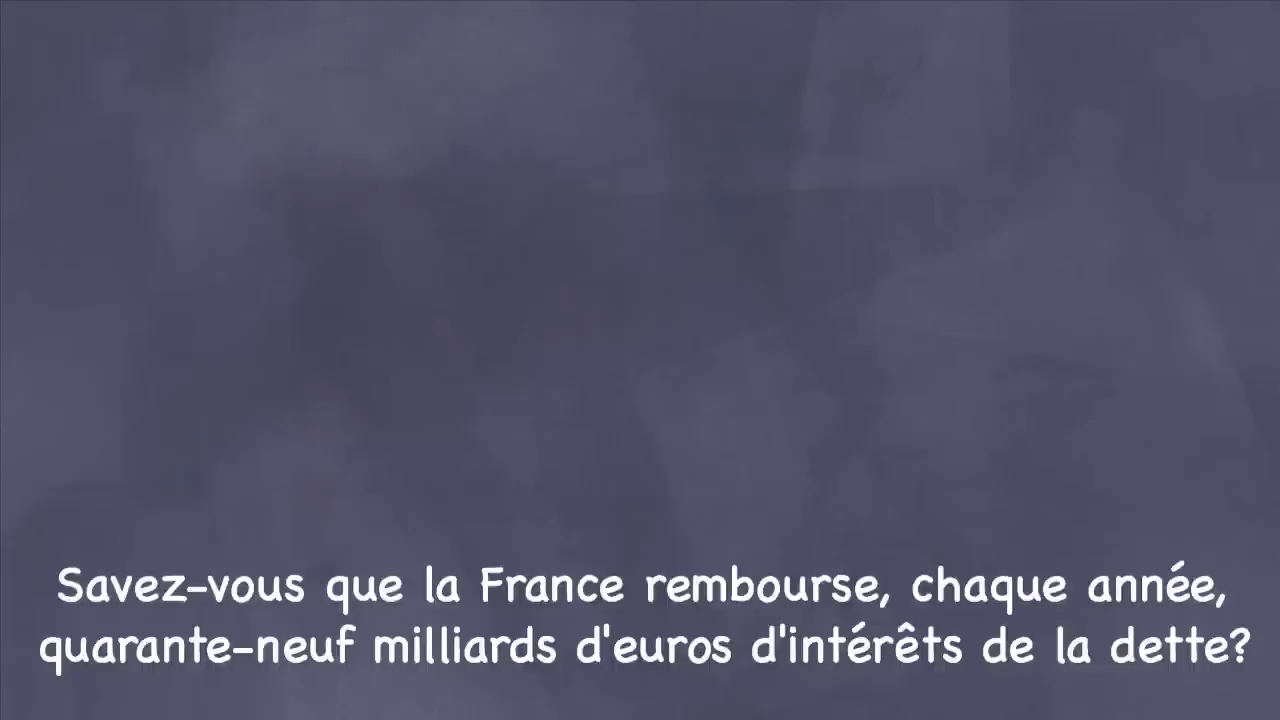 Savez-vous que la France rembourse, chaque année,
quarante-neuf milliards d'euros d'intérêts de la dette?